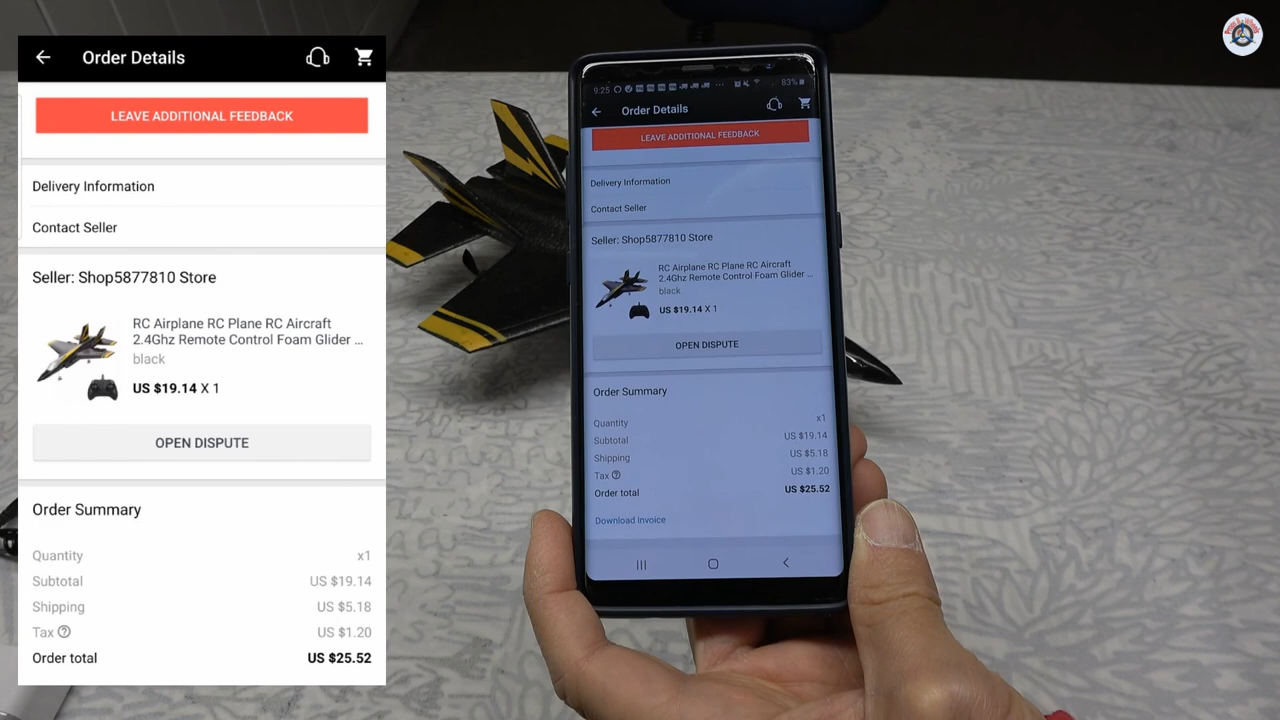 Order Details
LEAVE ADDITIONAL FEEDBACK
Delivery Information
Contact Seller
Seller: Shop5877810 Store
RC Airplane RC Plane RC Aircraft
2.4Ghz Remote Control Foam Glider ...
black
US $19.14 X 1
OPEN DISPUTE
Order Summary
Quantity x1
Subtotal US $19.14
Shipping US $5.18
Tax ? US $1.20
Order total US $25.52
9:25 83%
Order Details
LEAVE ADDITIONAL FEEDBACK
Delivery Information
Contact Seller
Seller: Shop5877810 Store
RC Airplane RC Plane RC Aircraft
2.4Ghz Remote Control Foam Glider ...
black
US $19.14 X 1
OPEN DISPUTE
Order Summary
Quantity x1
Subtotal US $19.14
Shipping US $5.18
Tax ? US $1.20
Order total US $25.52
Download Invoice